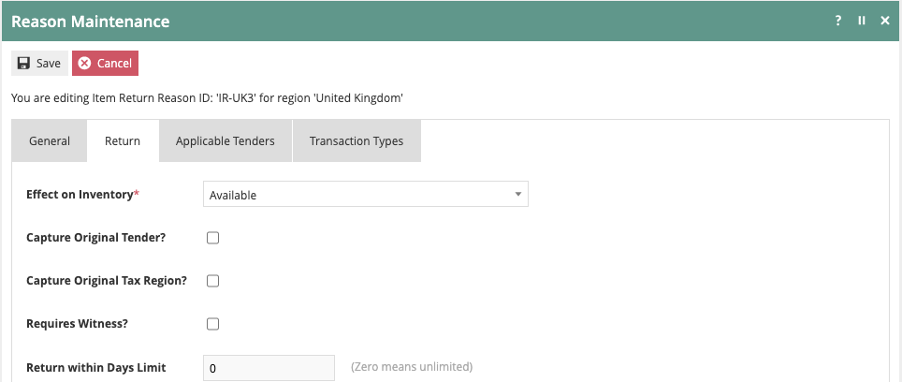 Reason Maintenance
?
Save Cancel
You are editing Item Return Reason ID: 'IR-UK3' for region 'United Kingdom'
General Return Applicable Tenders Transaction Types
Effect on Inventory* Available
Capture Original Tender?
Capture Original Tax Region?
Requires Witness?
Return within Days Limit 0 (Zero means unlimited)